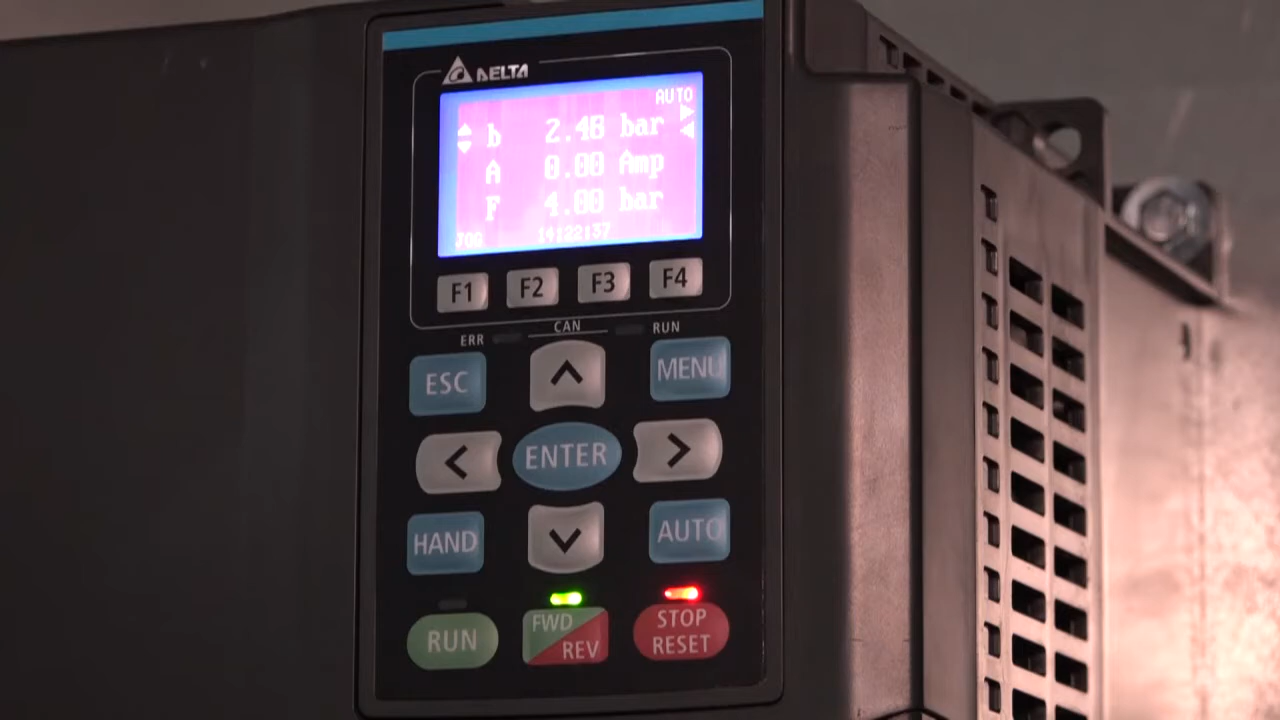 DELTA
AUTO
b 2.48 bar
A 0.00 Amp
F 4.00 bar
JOG 14:22:37
F1 F2 F3 F4
ERR CAN RUN
ESC MENU
ENTER
HAND AUTO
RUN FWD REV STOP RESET